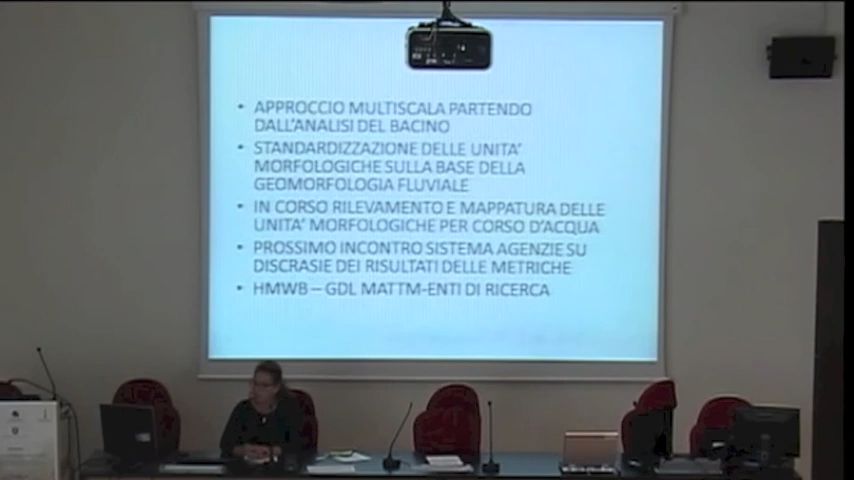 • APPROCCIO MULTISCALA PARTENDO
DALL'ANALISI DEL BACINO
• STANDARDIZZAZIONE DELLE UNITA'
MORFOLOGICHE SULLA BASE DELLA
GEOMORFOLOGIA FLUVIALE
• IN CORSO RILEVAMENTO E MAPPATURA DELLE
UNITA' MORFOLOGICHE PER CORSO D'ACQUA
• PROSSIMO INCONTRO SISTEMA AGENZIE SU
DISCRASIE DEI RISULTATI DELLE METRICHE
• HMWB – GDL MATTM-ENTI DI RICERCA